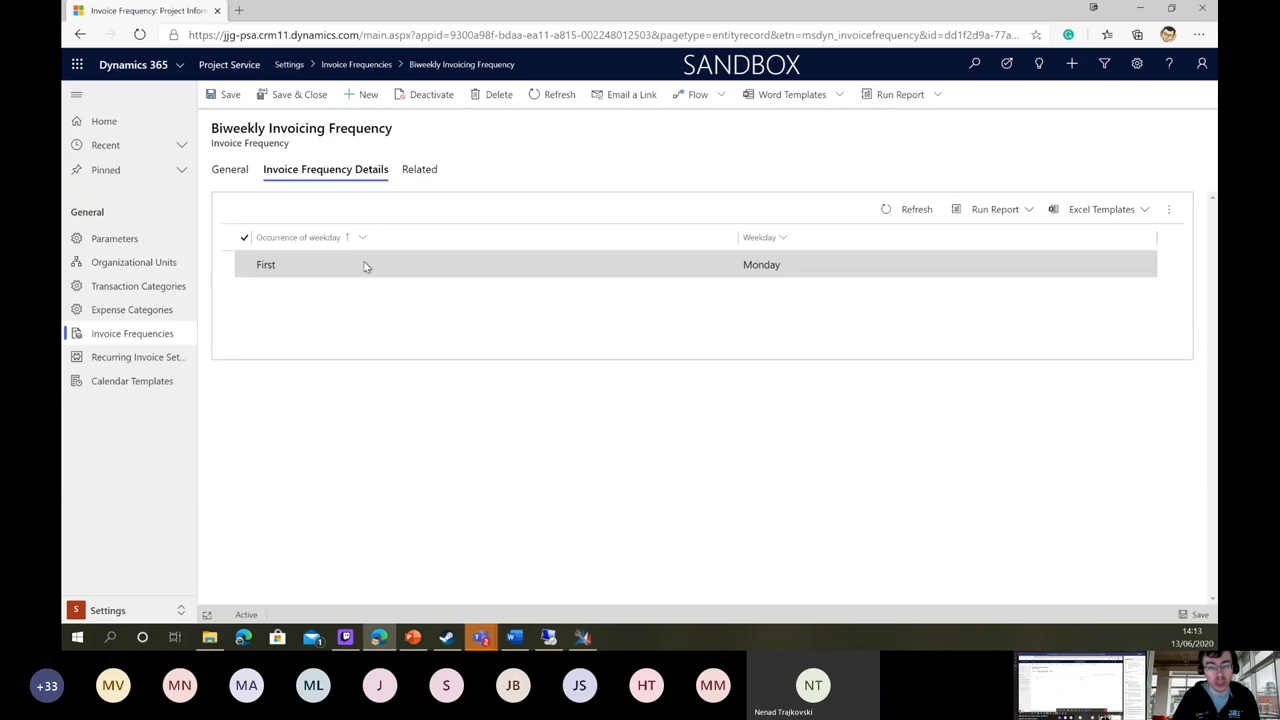 Invoice Frequency: Project Infor
https://jjg-psa.crm11.dynamics.com/main.aspx?appid=9300a98f-bdaa-ea11-a815-002248012503&pagetype=entityrecord&etn=msdyn_invoicefrequency&id=dd1f2d9a-77a...
Dynamics 365
Project Service
Settings
Invoice Frequencies
Biweekly Invoicing Frequency
SANDBOX
Save
Save & Close
New
Deactivate
Delete
Refresh
Email a Link
Flow
Word Templates
Run Report
Home
Recent
Pinned
General
Parameters
Organizational Units
Transaction Categories
Expense Categories
Invoice Frequencies
Recurring Invoice Set...
Calendar Templates
S
Settings
Biweekly Invoicing Frequency
Invoice Frequency
General
Invoice Frequency Details
Related
Refresh
Run Report
Excel Templates
Occurrence of weekday
Weekday
First
Monday
Active
Save
14:13
13/06/2020
+33
MV
MN
MA
ML
J
S
JB
JS
HT
NT
Nenad Trajkovski